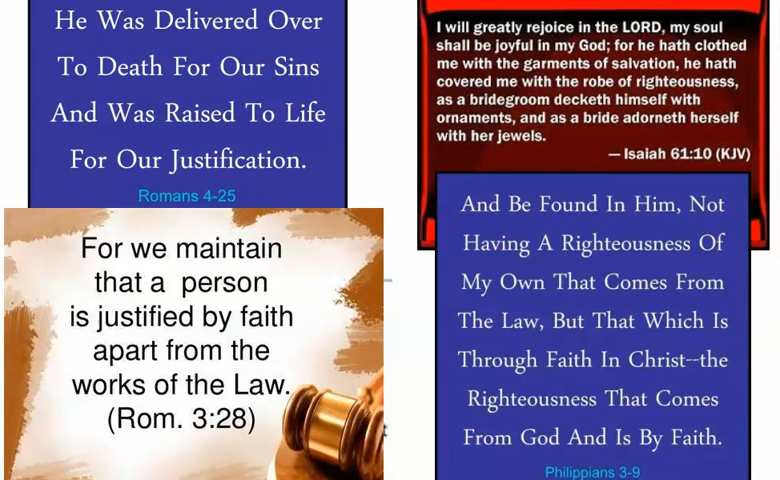 He Was Delivered Over
To Death For Our Sins
And Was Raised To Life
For Our Justification.
Romans 4-25
I will greatly rejoice in the LORD, my soul
shall be joyful in my God; for he hath clothed
me with the garments of salvation, he hath
covered me with the robe of righteousness,
as a bridegroom decketh himself with
ornaments, and as a bride adorneth herself
with her jewels.
— Isaiah 61:10 (KJV)
For we maintain
that a person
is justified by faith
apart from the
works of the Law.
(Rom. 3:28)
And Be Found In Him, Not
Having A Righteousness Of
My Own That Comes From
The Law, But That Which Is
Through Faith In Christ--the
Righteousness That Comes
From God And Is By Faith.
Philippians 3-9